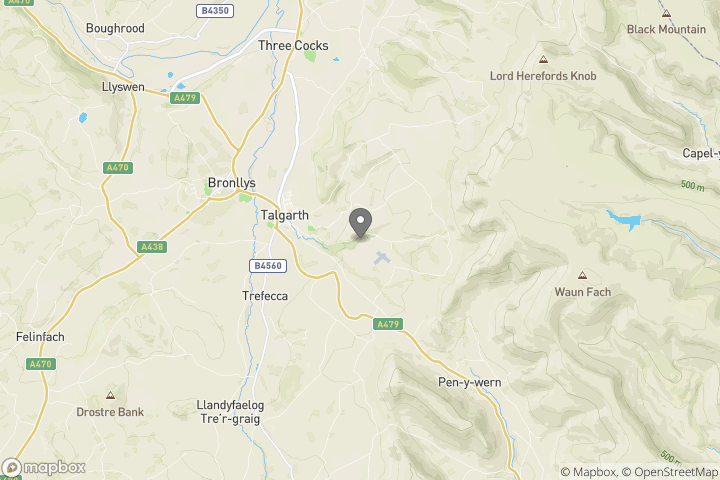 A470
B4350
Black Mountain
Boughrood
Three Cocks
Lord Herefords Knob
Llyswen
A479
Capel-y
A470
500 m
Bronllys
Talgarth
A438
B4560
Waun Fach
Trefecca
A479
Felinfach
A470
Pen-y-wern
Drostre Bank
Llandyfaelog
Tre'r-graig
500 m
mapbox
© Mapbox, © OpenStreetMap